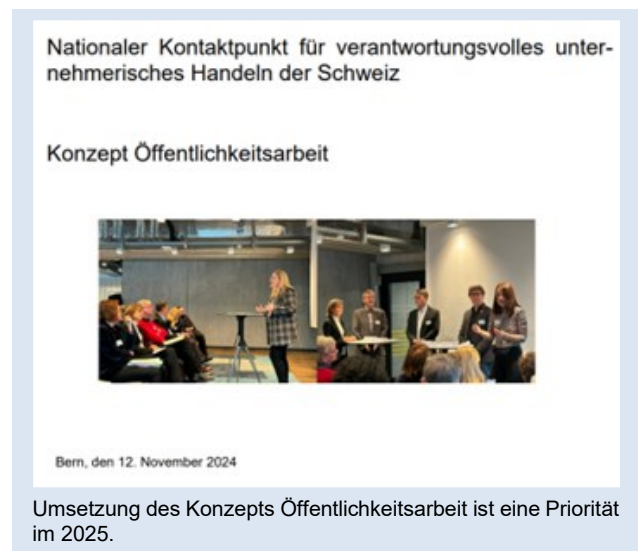 Nationaler Kontaktpunkt für verantwortungsvolles unter-
nehmerisches Handeln der Schweiz
Konzept Öffentlichkeitsarbeit
Bern, den 12. November 2024
Umsetzung des Konzepts Öffentlichkeitsarbeit ist eine Priorität
im 2025.